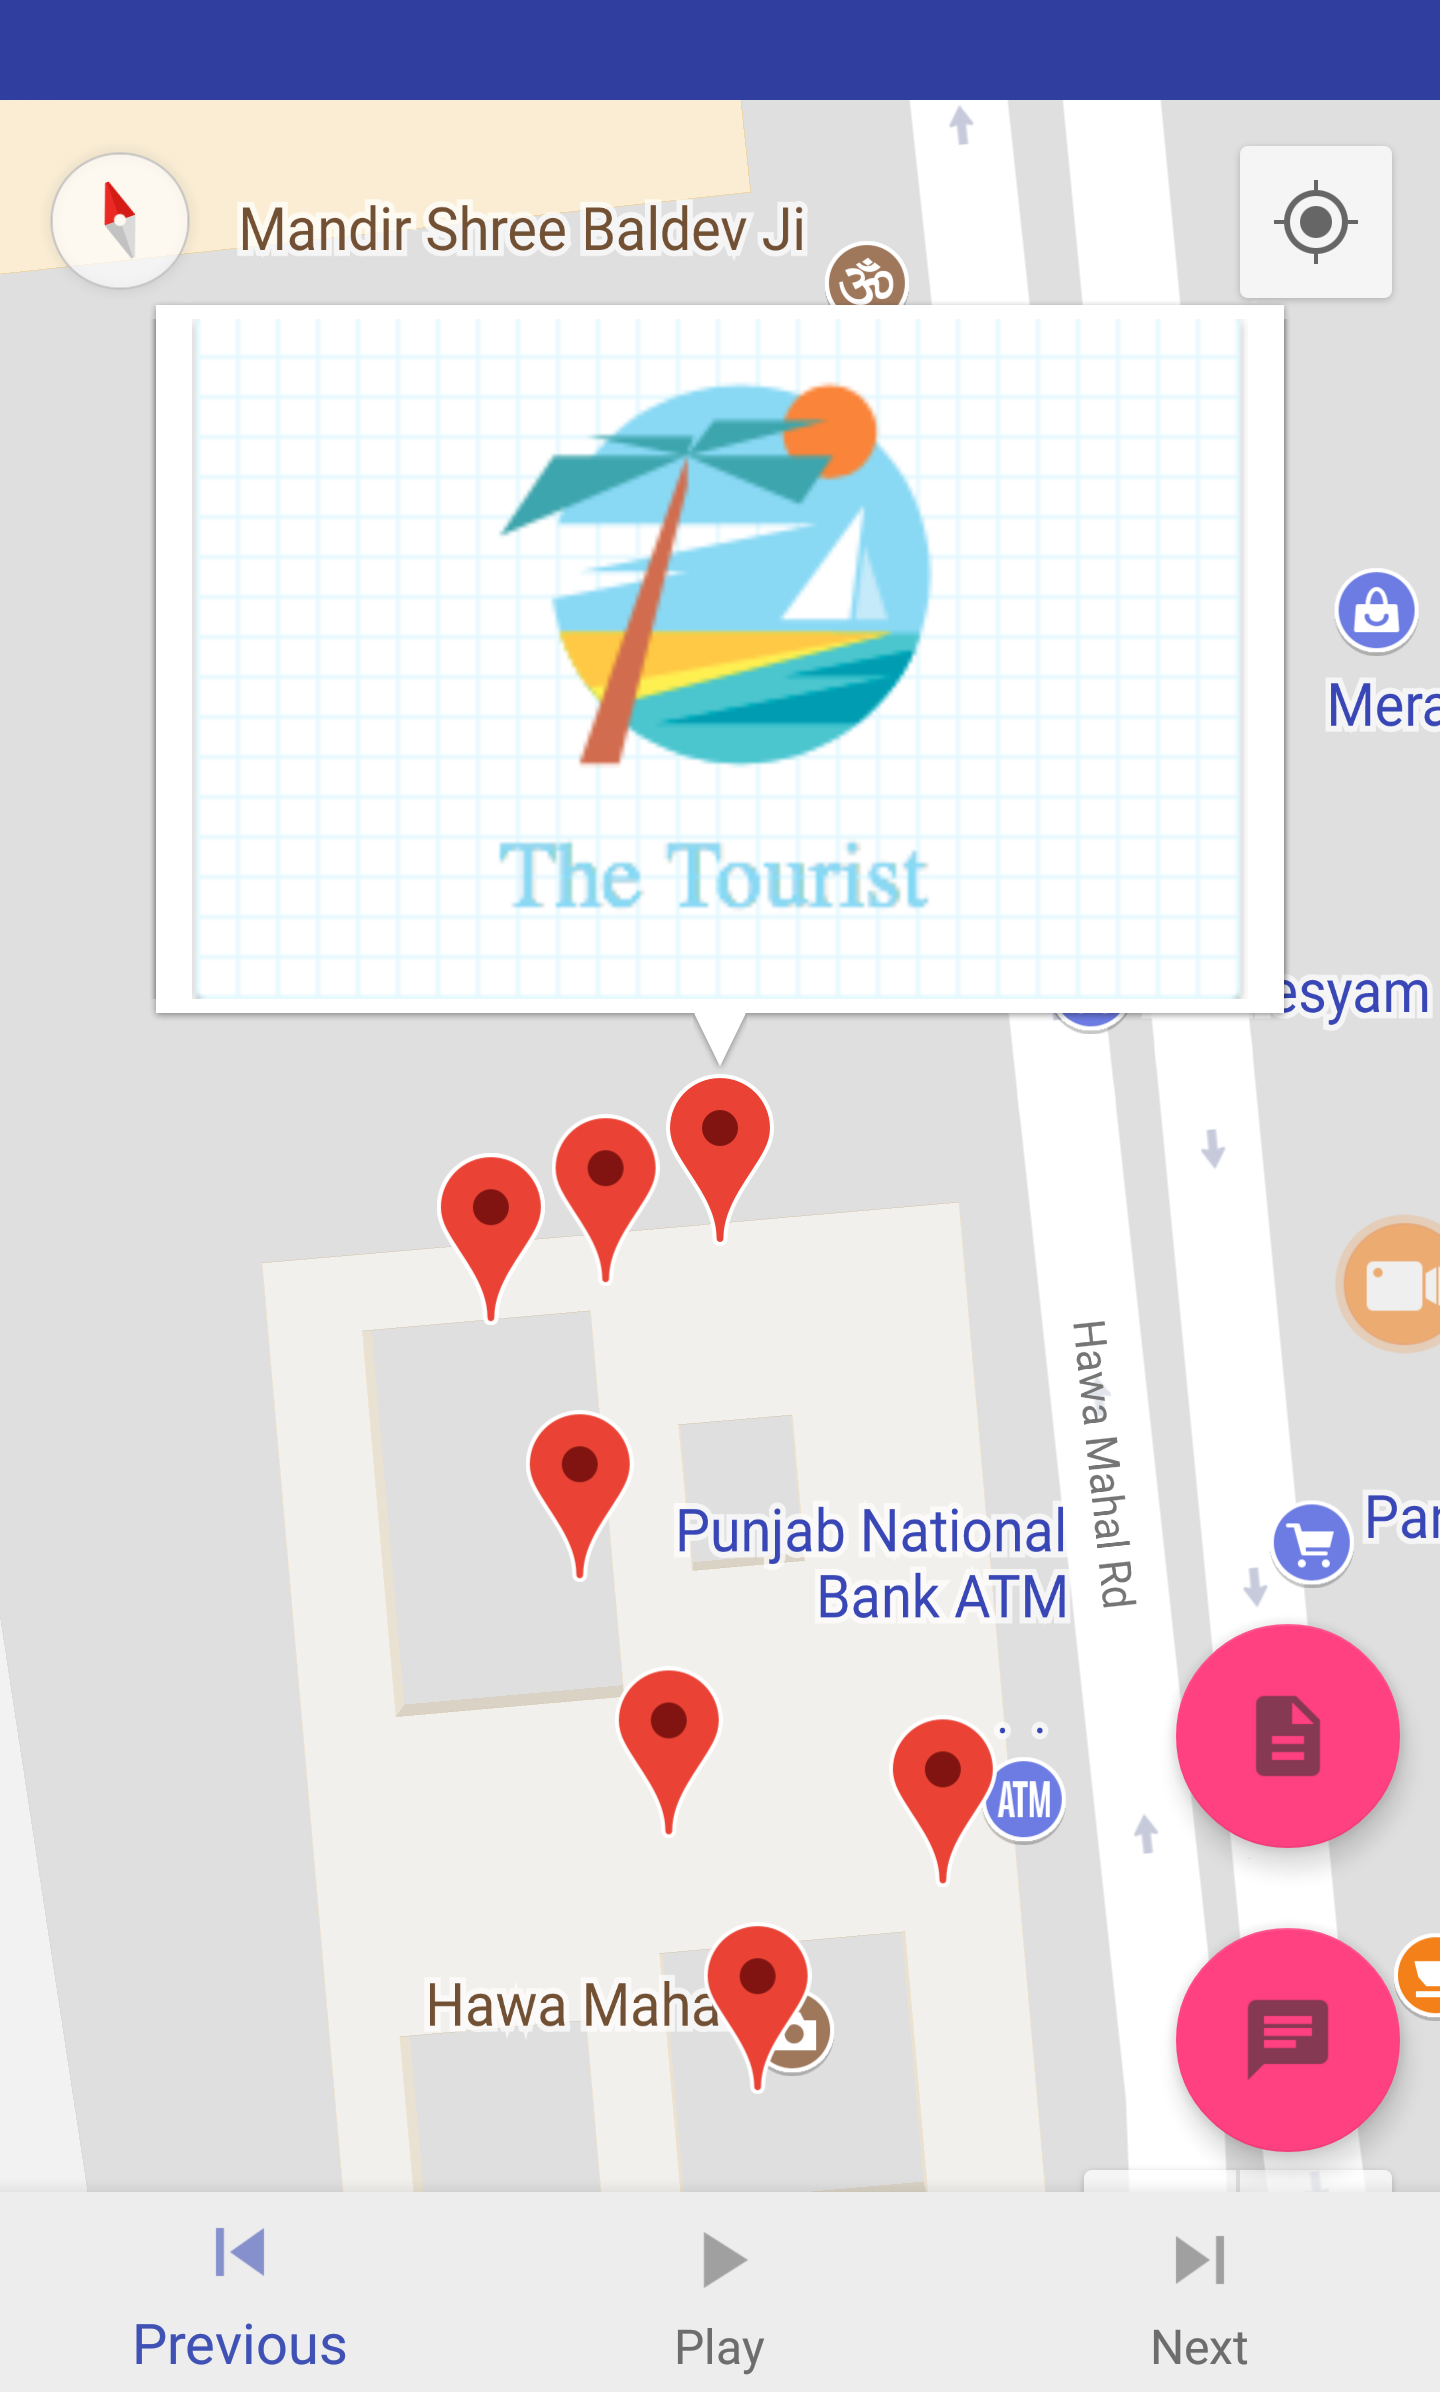 Mandir Shree Baldev Ji
ॐ
The Tourist
Mera
esyam
Hawa Mahal Rd
Punjab National
Bank ATM
Par
ATM
Hawa Maha
Previous
Play
Next